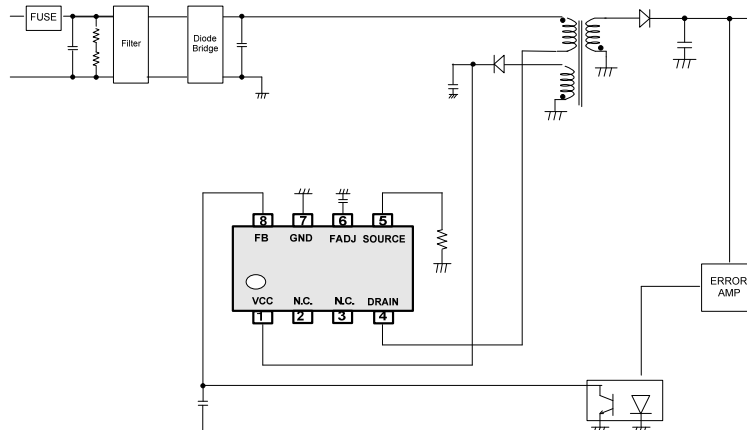 FUSE
Filter
Diode
Bridge
8 7 6 5
FB GND FADJ SOURCE
VCC N.C. N.C. DRAIN
1 2 3 4
ERROR
AMP